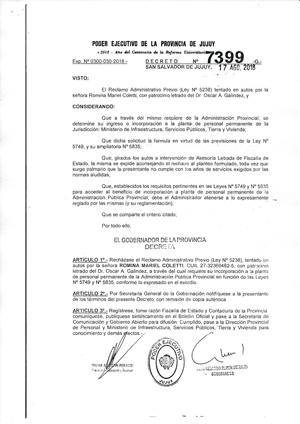 PODER EJECUTIVO DE LA PROVINCIA DE JUJUY
«2018 - Año del Centenario de la Reforma Universitaria»
Exp. Nº 0300-030-2018.-
DECRETO Nº 7399 -G.-
SAN SALVADOR DE JUJUY, 17 AGO. 2018
VISTO:
El Reclamo Administrativo Previo (Ley Nº 5238) tentado en autos por la
señora Romina Mariel Coletti, con patrocinio letrado del Dr. Oscar A. Galíndez, y
CONSIDERANDO:
Que a través del mismo requiere de la Administración Provincial, se
determine su ingreso o incorporación a la planta de personal permanente de la
Jurisdicción: Ministerio de Infraestructura, Servicios Públicos, Tierra y Vivienda;
Que dicha solicitud la formula en virtud de las previsiones de la Ley Nº
5749, y su ampliatoria Nº 5835;
Que, girados los autos a intervención de Asesoría Letrada de Fiscalía de
Estado, la misma se expide aconsejando el rechazo al planteo formulado, toda vez que
surge palmario que la presentante no cumple con los años de servicios exigidos por las
normas aludidas;
Que, establecidos los requisitos pertinentes en las Leyes Nº 5749 y Nº 5835
para acceder al beneficio de incorporación a planta de personal permanente de la
Administración Pública Provincial, debe el Administrador atenerse a lo expresamente
reglado por las mismas (y su reglamentación);
Que, se comparte el criterio citado;
Por todo ello,
EL GOBERNADOR DE LA PROVINCIA
DECRETA
ARTÍCULO 1º.- Recházase el Reclamo Administrativo Previo (Ley Nº 5238), tentado
en autos por la señora ROMINA MARIEL COLETTI, CUIL con patrocinio
letrado del Dr. Oscar A. Galíndez, a través del cual requiere su incorporación a la planta
de personal permanente de la Administración Pública Provincial en función de las Leyes
Nº 5749 y Nº 5835, conforme lo expresado en el exordio.
ARTÍCULO 2º.- Por Secretaría General de la Gobernación notifíquese a la presentante
de los términos del presente Decreto, con remisión de copia auténtica
ARTÍCULO 3º.- Regístrese, tome razón Fiscalía de Estado y Contaduría de la Provincia
comuníquese, publíquese sintéticamente en el Boletín Oficial y pase a la Secretaría de
Comunicación y Gobierno Abierto para difusión. Cumplido, pase a la Dirección Provincial
de Personal y Ministerio de Infraestructura, Servicios Públicos, Tierra y Vivienda para
conocimiento y demás efectos.-
PODER EJECUTIVO
JUJUY
GOBERNADOR